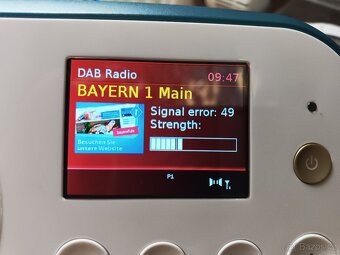 DAB Radio 09:47
BAYERN 1 Main
Signal error: 49
Strength:
Besuchen Sie
unsere Website
P1